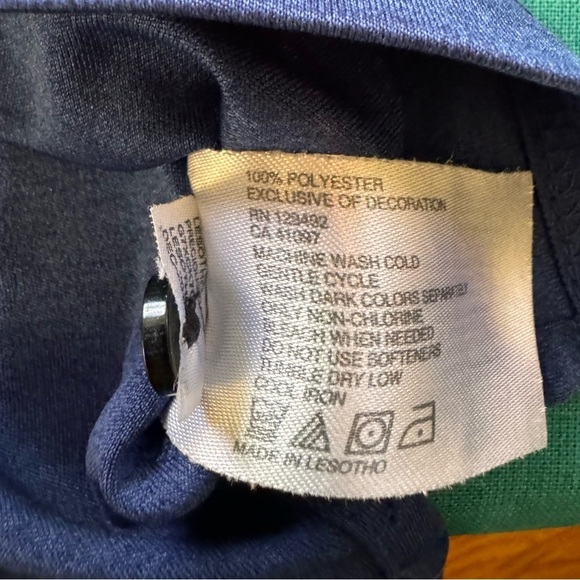 100% POLYESTER
EXCLUSIVE OF DECORATION
RN 129492
CA 41097
MACHINE WASH COLD
GENTLE CYCLE
WASH DARK COLORS SEPARATELY
ONLY NON-CHLORINE
BLEACH WHEN NEEDED
DO NOT USE SOFTENERS
TUMBLE DRY LOW
COOL IRON
MADE IN LESOTHO